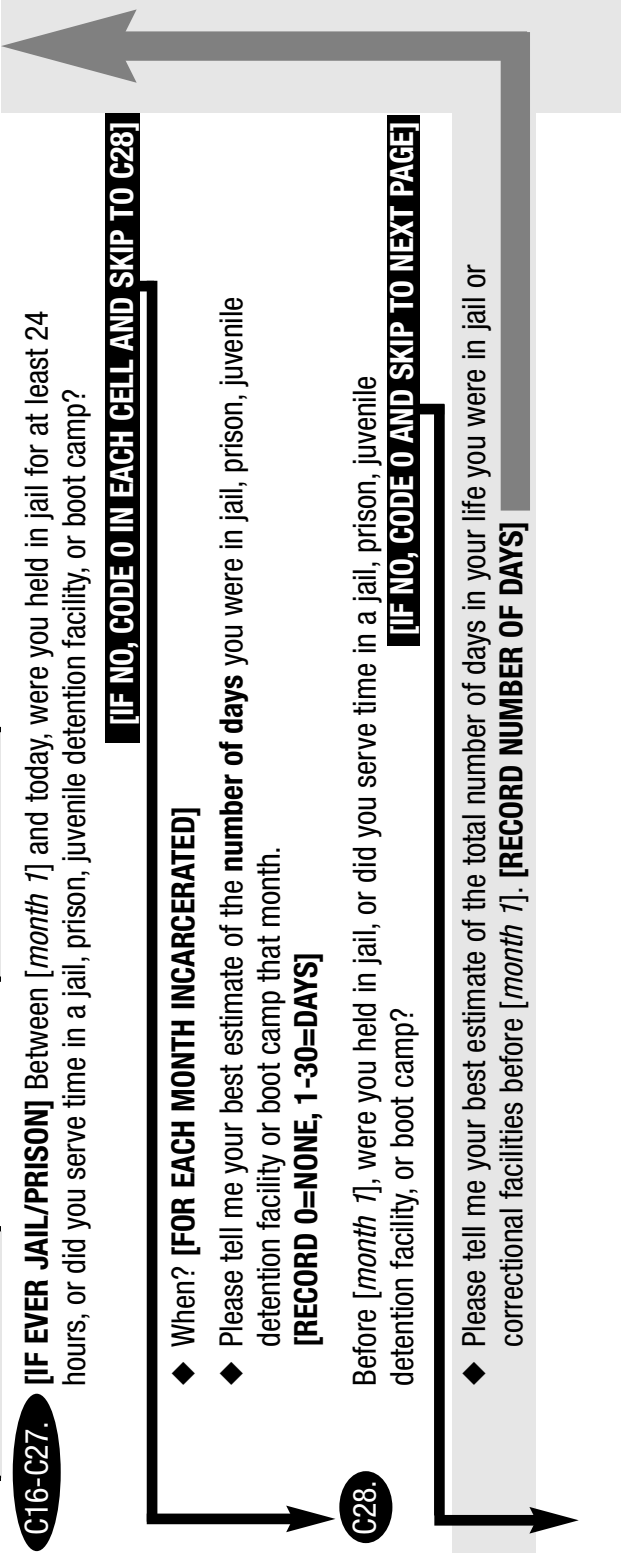 C16-C27. [IF EVER JAIL/PRISON] Between [month 1] and today, were you held in jail for at least 24
hours, or did you serve time in a jail, prison, juvenile detention facility, or boot camp?
[IF NO, CODE 0 IN EACH CELL AND SKIP TO C28]
◆ When? [FOR EACH MONTH INCARCERATED]
◆ Please tell me your best estimate of the number of days you were in jail, prison, juvenile
detention facility or boot camp that month.
[RECORD 0=NONE, 1-30=DAYS]
C28. Before [month 1], were you held in jail, or did you serve time in a jail, prison, juvenile
detention facility, or boot camp?
[IF NO, CODE 0 AND SKIP TO NEXT PAGE]
◆ Please tell me your best estimate of the total number of days in your life you were in jail or
correctional facilities before [month 1]. [RECORD NUMBER OF DAYS]